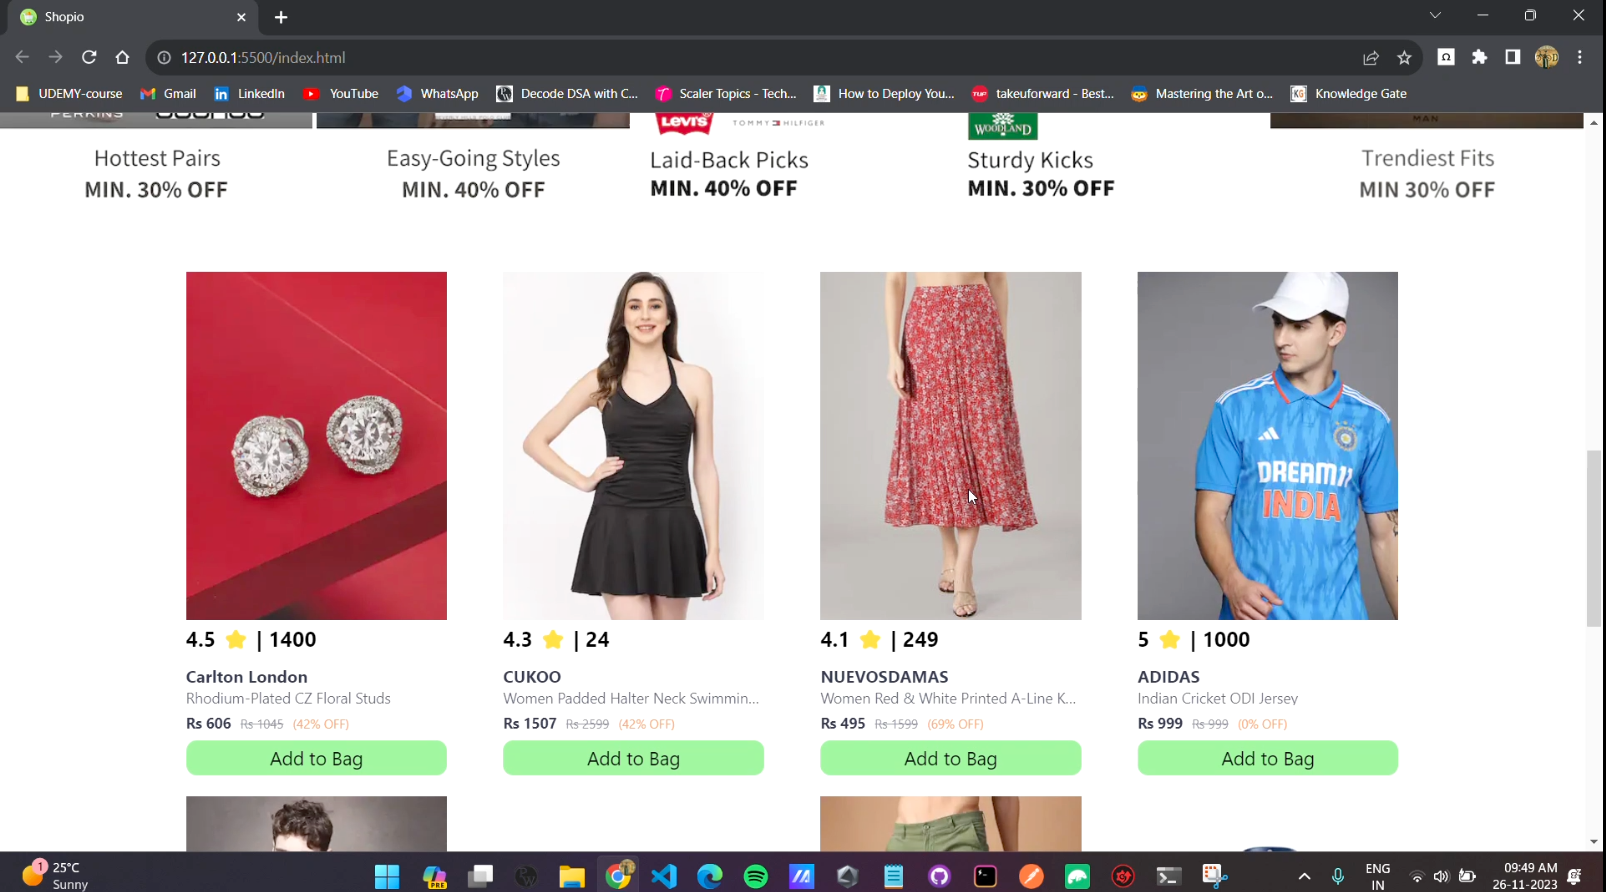 Shopio
127.0.0.1:5500/index.html
UDEMY-course
Gmail
LinkedIn
YouTube
WhatsApp
Decode DSA with C...
Scaler Topics - Tech...
How to Deploy You...
takeuforward - Best...
Mastering the Art o...
Knowledge Gate
PERKINS
LEVI'S
TOMMY HILFIGER
WOODLAND
MAN
Hottest Pairs
MIN. 30% OFF
Easy-Going Styles
MIN. 40% OFF
Laid-Back Picks
MIN. 40% OFF
Sturdy Kicks
MIN. 30% OFF
Trendiest Fits
MIN 30% OFF
DREAM11
INDIA
4.5 ⭐ | 1400
Carlton London
Rhodium-Plated CZ Floral Studs
Rs 606 Rs 1045 (42% OFF)
Add to Bag
4.3 ⭐ | 24
CUKOO
Women Padded Halter Neck Swimmin...
Rs 1507 Rs 2599 (42% OFF)
Add to Bag
4.1 ⭐ | 249
NUEVOSDAMAS
Women Red & White Printed A-Line K...
Rs 495 Rs 1599 (69% OFF)
Add to Bag
5 ⭐ | 1000
ADIDAS
Indian Cricket ODI Jersey
Rs 999 Rs 999 (0% OFF)
Add to Bag
1
25°C
Sunny
PRE
ENG
IN
09:49 AM
26-11-2023